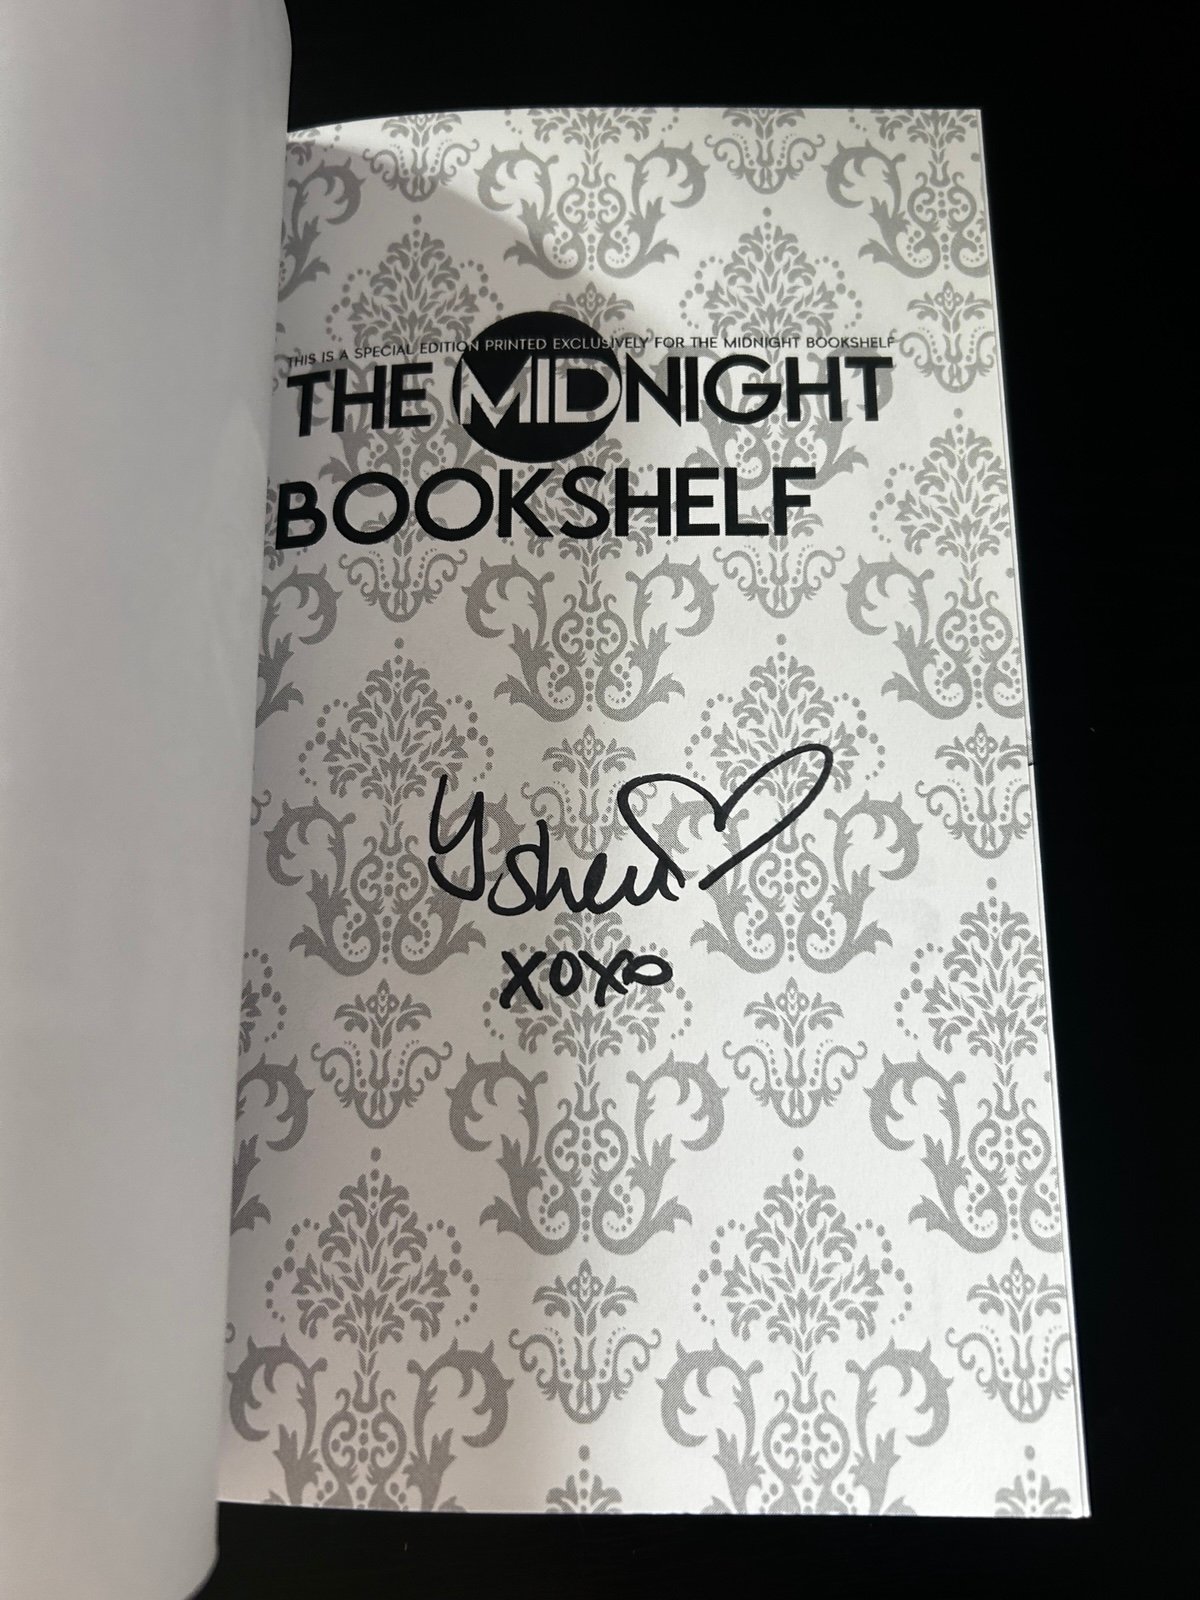 THIS IS A SPECIAL EDITION PRINTED EXCLUSIVELY FOR THE MIDNIGHT BOOKSHELF
THE MIDNIGHT
BOOKSHELF
xoxo